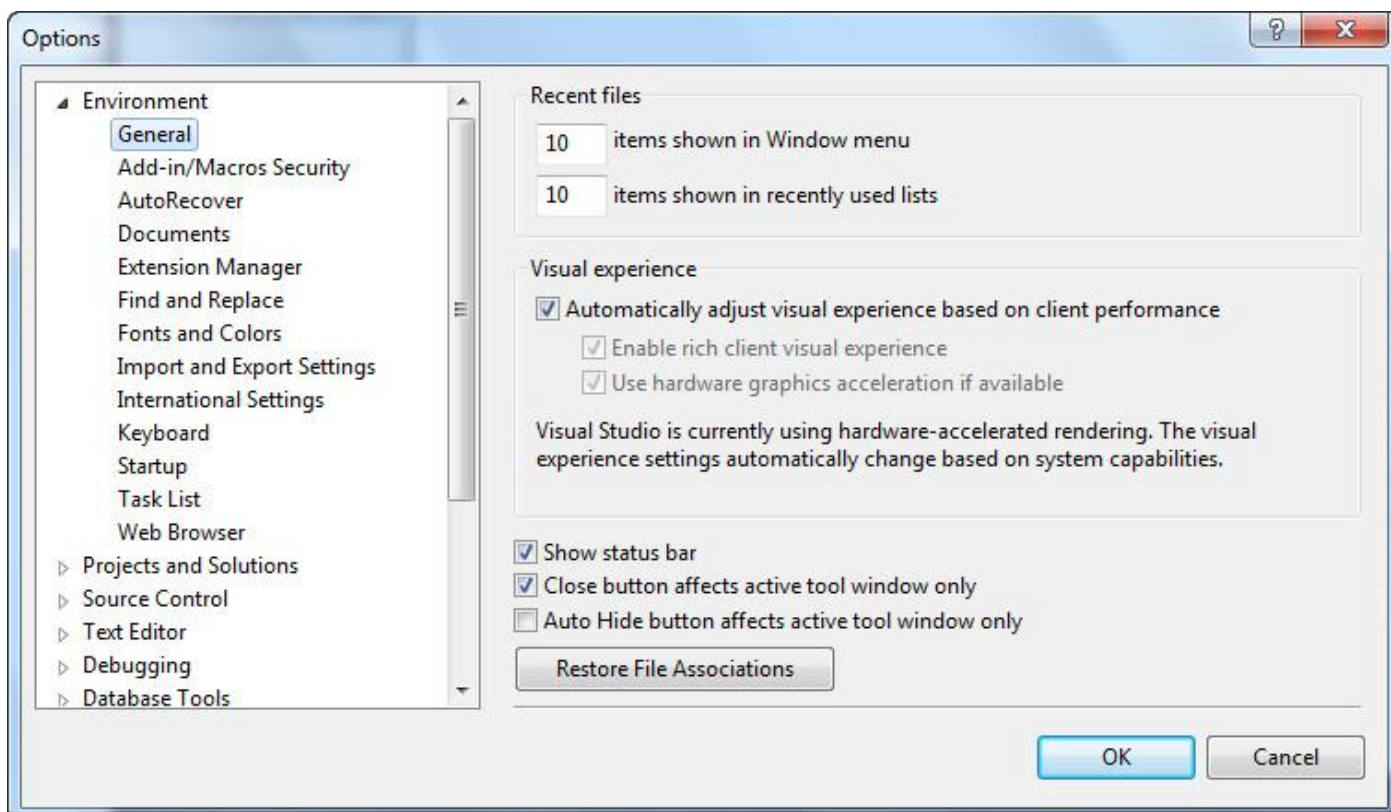 Options
Environment
General
Add-in/Macros Security
AutoRecover
Documents
Extension Manager
Find and Replace
Fonts and Colors
Import and Export Settings
International Settings
Keyboard
Startup
Task List
Web Browser
Projects and Solutions
Source Control
Text Editor
Debugging
Database Tools
Recent files
10 items shown in Window menu
10 items shown in recently used lists
Visual experience
Automatically adjust visual experience based on client performance
Enable rich client visual experience
Use hardware graphics acceleration if available
Visual Studio is currently using hardware-accelerated rendering. The visual
experience settings automatically change based on system capabilities.
Show status bar
Close button affects active tool window only
Auto Hide button affects active tool window only
Restore File Associations
OK Cancel